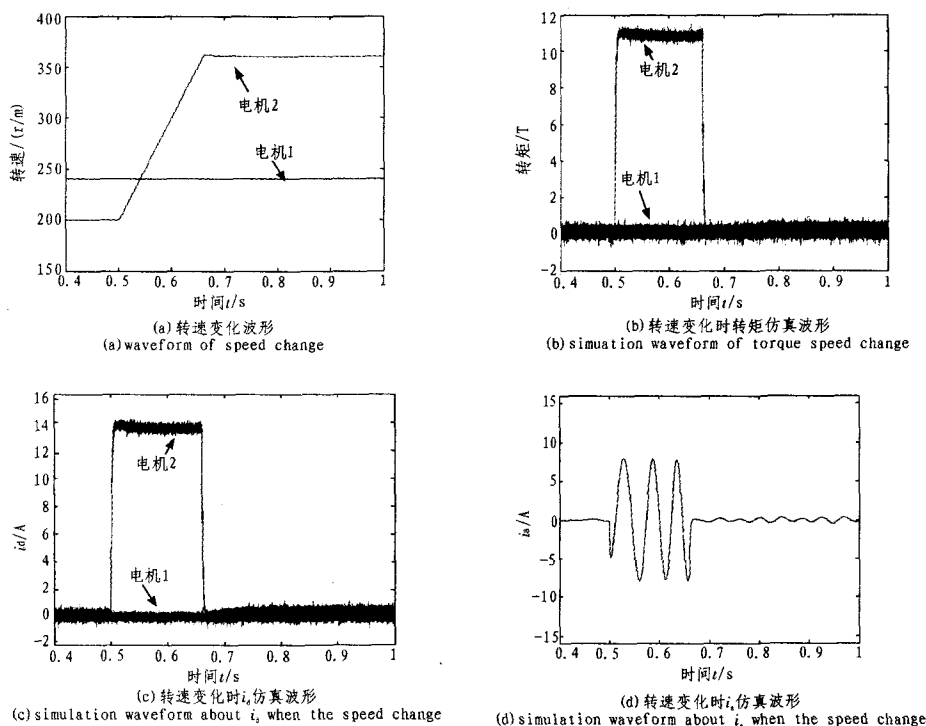 400
350
250
200
150
转速/(r/m)
电机2
电机1
0.4 0.5 0.6 0.7 0.8 0.9 1
时间t/s
(a)转速变化波形
(a)waveform of speed change
12
10
8
6
4
2
0
-2
转矩/T
电机2
电机1
0.4 0.5 0.6 0.7 0.8 0.9 1
时间t/s
(b)转速变化时转矩仿真波形
(b)simuation waveform of torque speed change
16
14
12
10
8
6
4
2
0
-2
id/A
电机2
电机1
0.4 0.5 0.6 0.7 0.8 0.9 1
时间t/s
(c)转速变化时id仿真波形
(c)simulation waveform about i when the speed change
15
10
5
0
-5
-10
-15
ia/A
0.4 0.5 0.6 0.7 0.8 0.9 1
时间t/s
(d)转速变化时ia仿真波形
(d)simulation waveform about i when the speed change